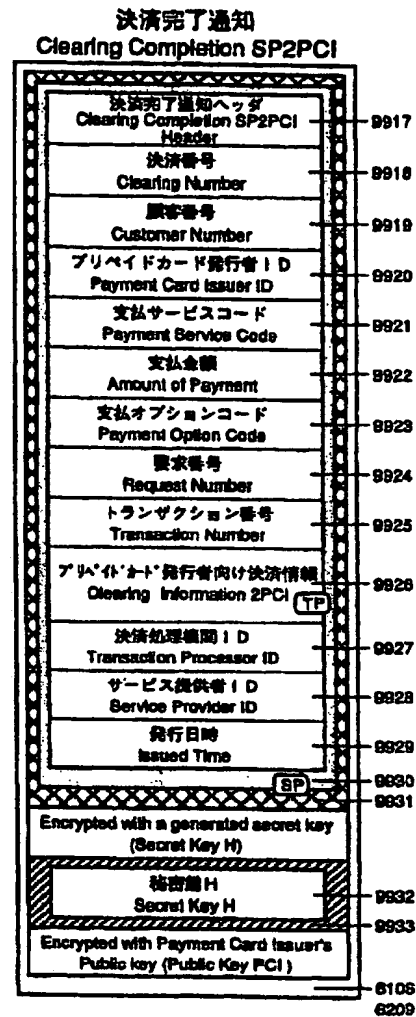 決済完了通知
Clearing Completion SP2PCI
決済完了通知ヘッダ
Clearing Completion SP2PCI
Header
9917
決済番号
Clearing Number
9918
顧客番号
Customer Number
9919
プリペイドカード発行者ID
Payment Card Issuer ID
9920
支払サービスコード
Payment Service Code
9921
支払金額
Amount of Payment
9922
支払オプションコード
Payment Option Code
9923
要求番号
Request Number
9924
トランザクション番号
Transaction Number
9925
プリペイドカード発行者向け決済情報
Clearing Information 2PCI
TP
9926
決済処理機関ID
Transaction Processor ID
9927
サービス提供者ID
Service Provider ID
9928
発行日時
Issued Time
9929
SP
9930
9931
Encrypted with a generated secret key
(Secret Key H)
秘密鍵H
Secret Key H
9932
9933
Encrypted with Payment Card Issuer's
Public key (Public Key PCI)
6106
6209